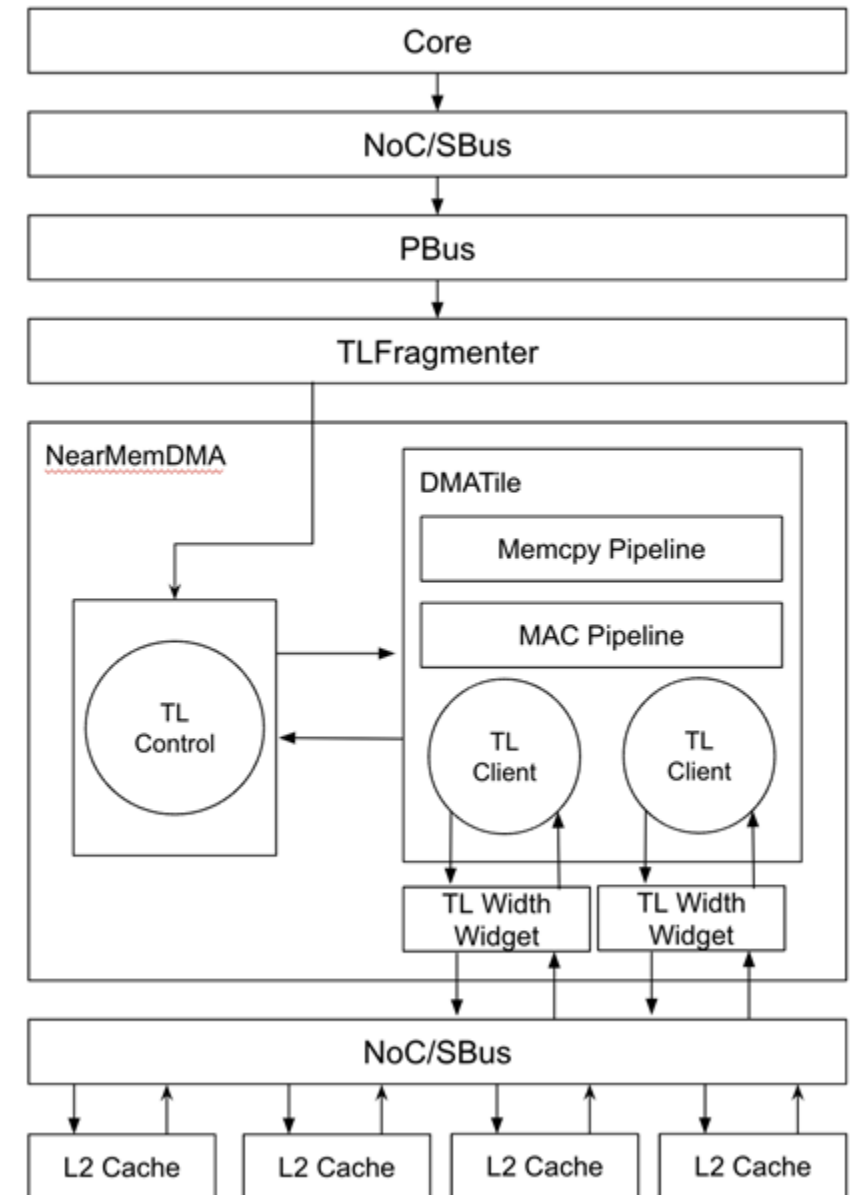 Core
NoC/SBus
PBus
TLFragmenter
NearMemDMA
DMATile
Memcpy Pipeline
MAC Pipeline
TL
Control
TL
Client
TL
Client
TL Width
Widget
TL Width
Widget
NoC/SBus
L2 Cache
L2 Cache
L2 Cache
L2 Cache